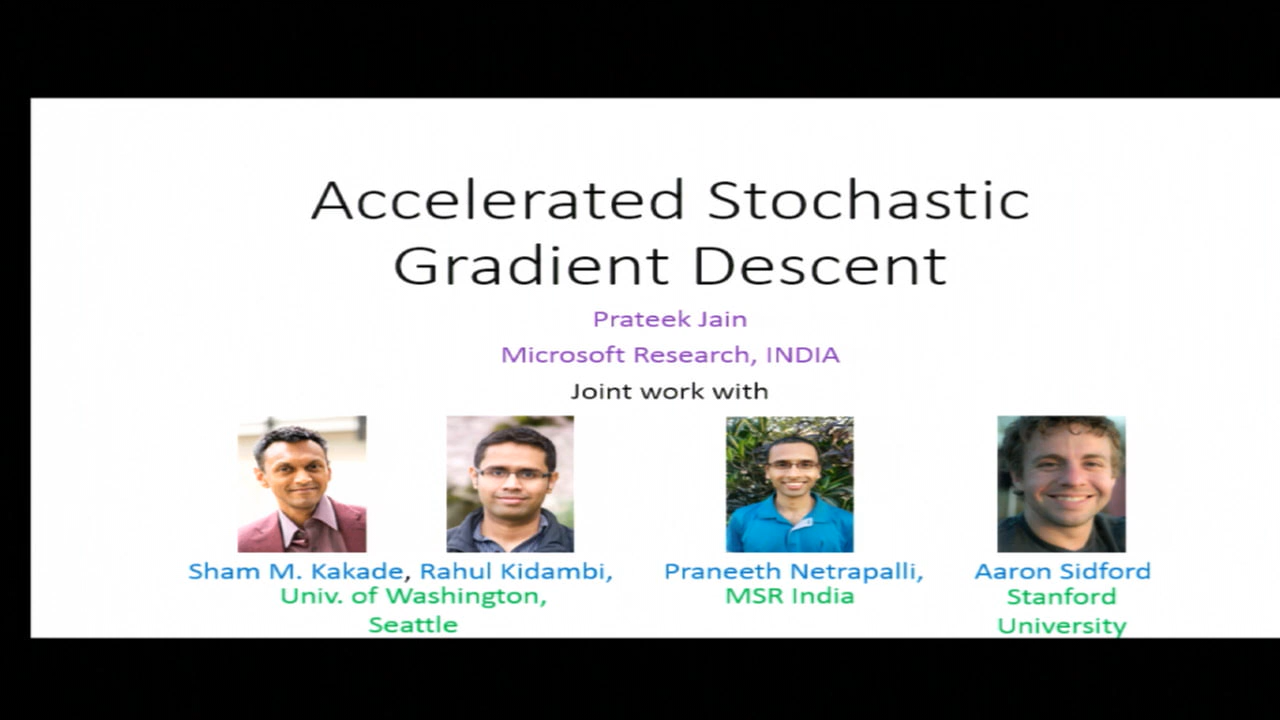 Accelerated Stochastic
Gradient Descent
Prateek Jain
Microsoft Research, INDIA
Joint work with
Sham M. Kakade, Rahul Kidambi,
Univ. of Washington,
Seattle
Praneeth Netrapalli,
MSR India
Aaron Sidford
Stanford
University